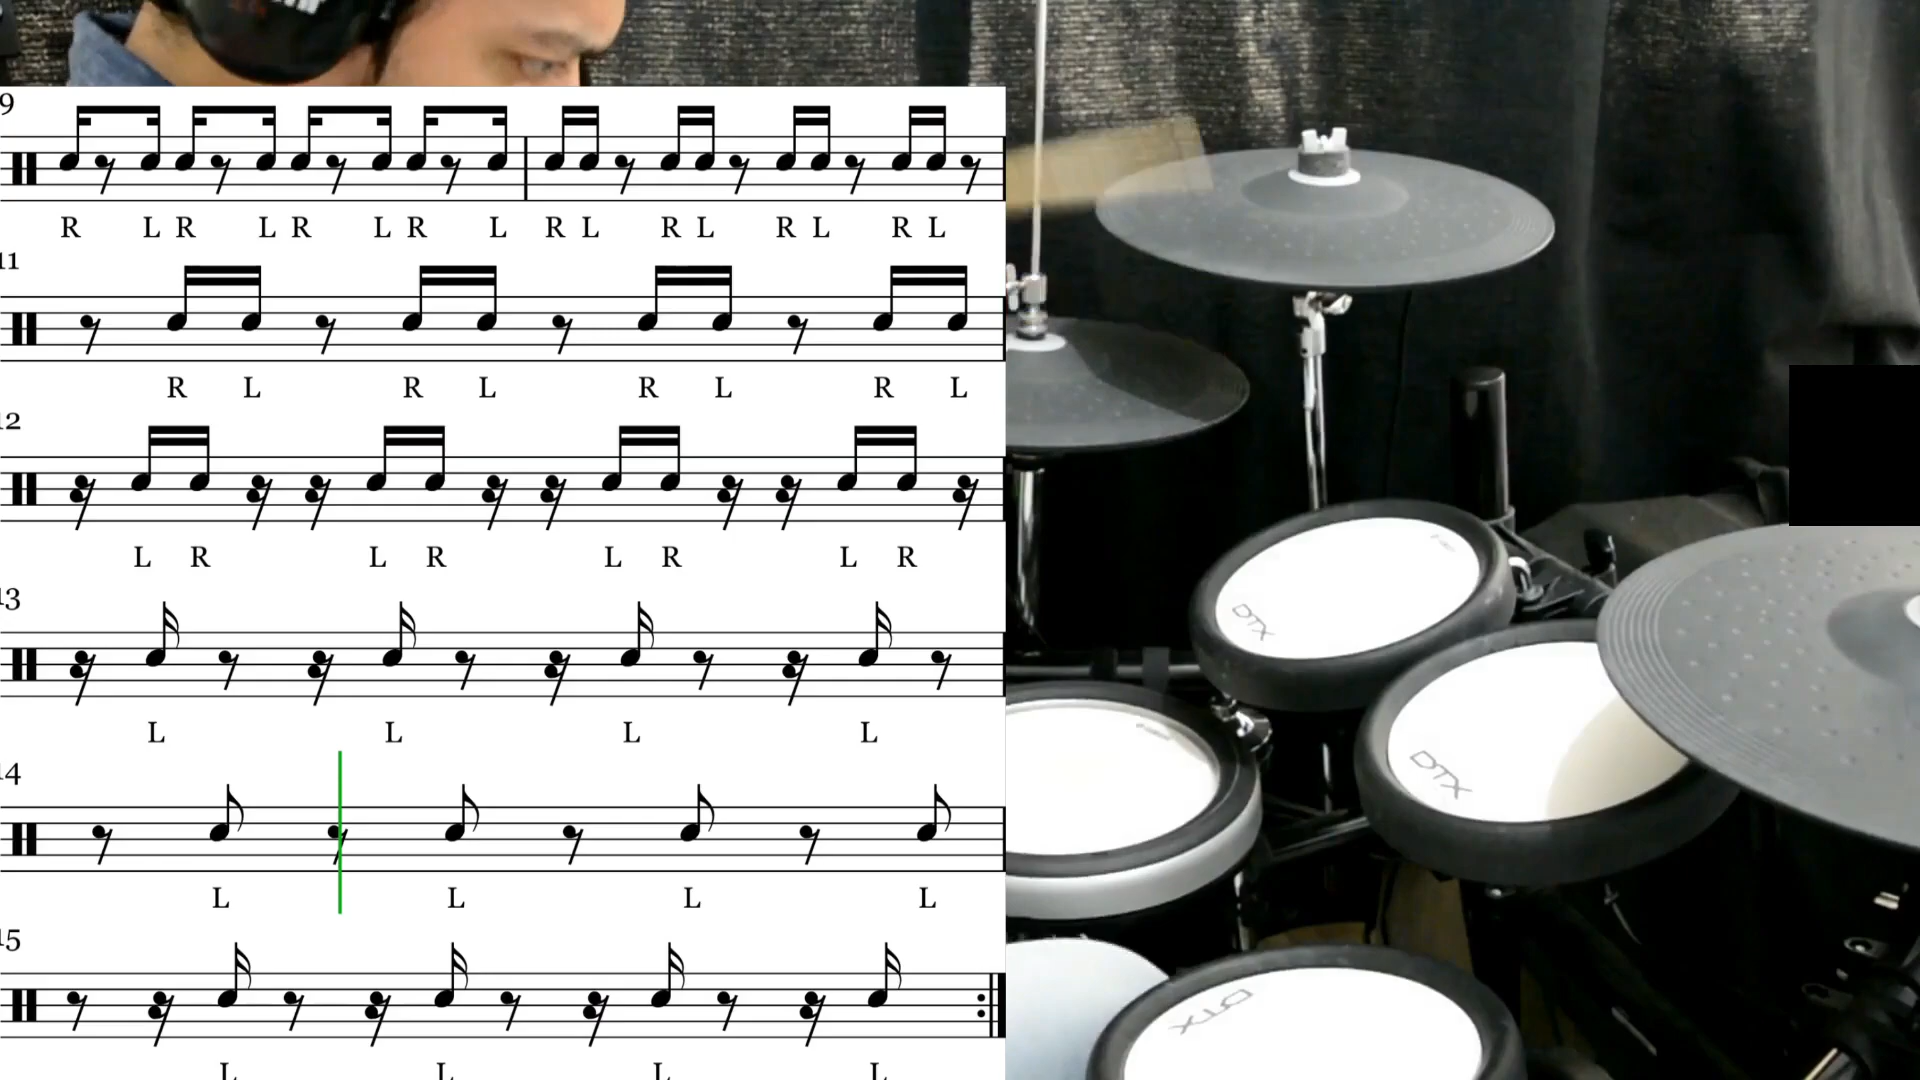 9
R L R L R L R L R L R L R L R L
11
R L R L R L R L
12
L R L R L R L R
13
L L L L
14
L L L L
15
L L L L
DTX
DTX
DTX